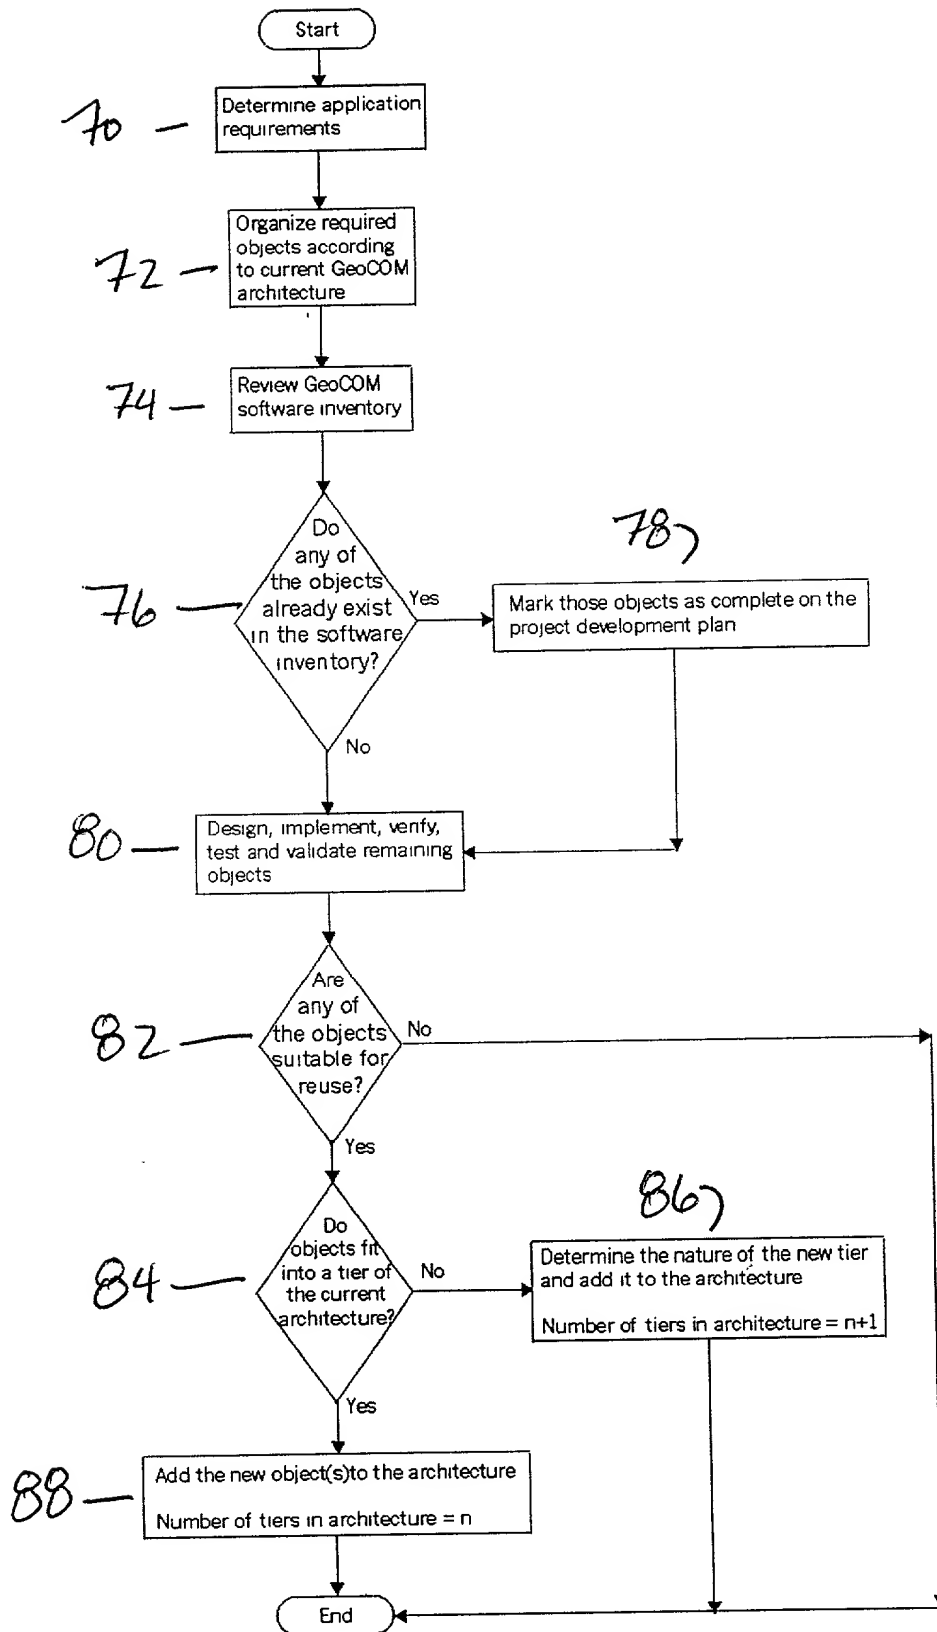 Start
70
Determine application
requirements
72
Organize required
objects according
to current GeoCOM
architecture
74
Review GeoCOM
software inventory
76
Do
any of
the objects
already exist
in the software
inventory?
Yes
78
Mark those objects as complete on the
project development plan
No
80
Design, implement, verify,
test and validate remaining
objects
82
Are
any of
the objects
suitable for
reuse?
No
Yes
84
Do
objects fit
into a tier of
the current
architecture?
No
86
Determine the nature of the new tier
and add it to the architecture
Number of tiers in architecture = n+1
Yes
88
Add the new object(s)to the architecture
Number of tiers in architecture = n
End